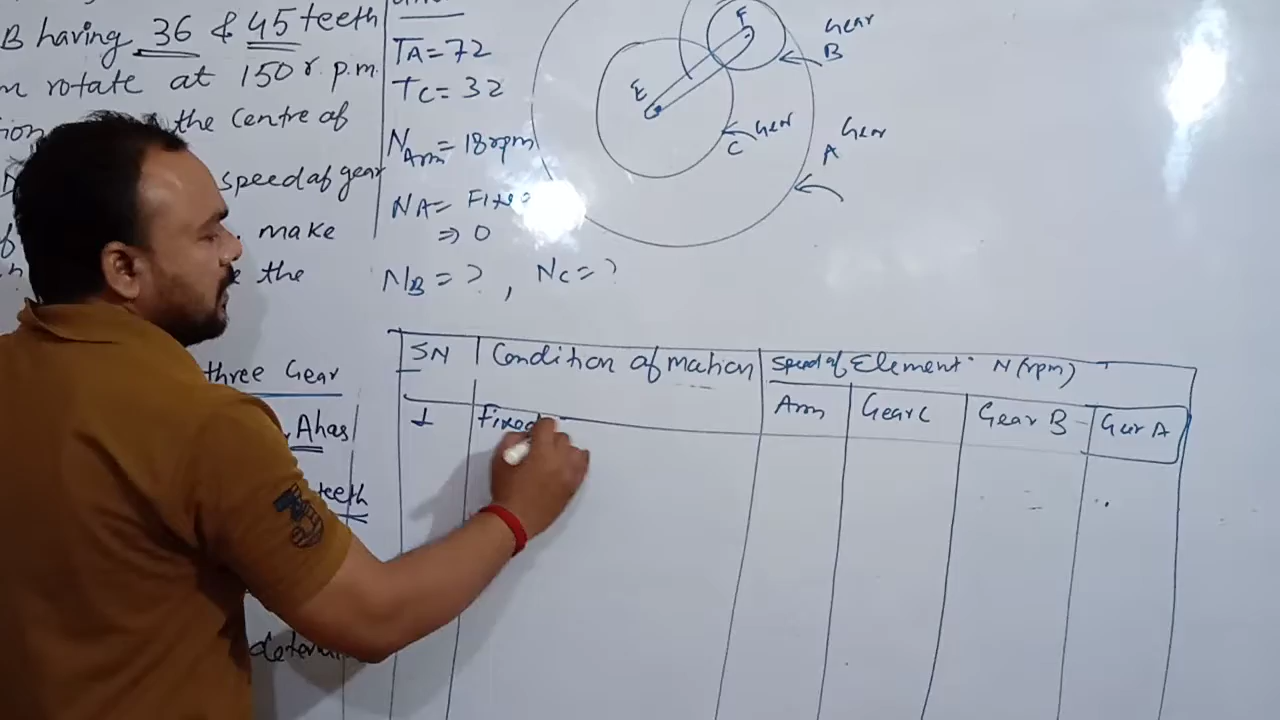 B having 36 & 45 teeth
rotate at 150 r.p.m.
the centre of
speed of gear
make
the
three Gear
A has
teeth
TA = 72
TC = 32
NArm = 18 rpm
NA = Fixed
⇒ 0
NB = ? , NC = ?
E
F
Gear
B
Gear
C
Gear
A
SN
Condition of motion
Speed of Element N (rpm)
Arm
Gear C
Gear B
Gear A
1
Fixed